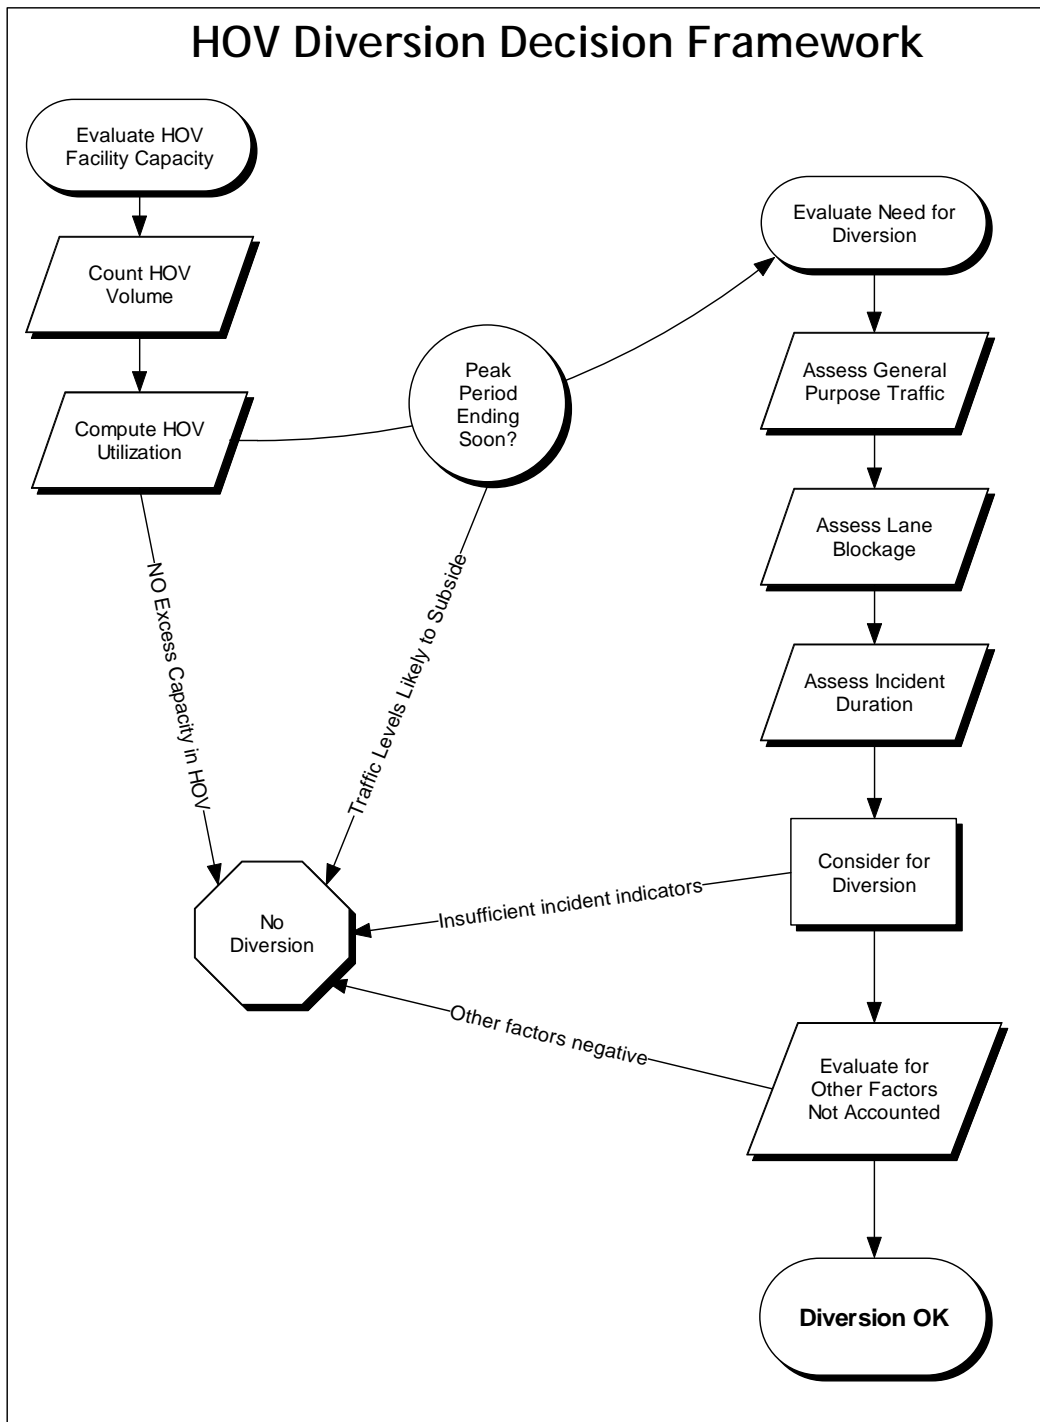 HOV Diversion Decision Framework
Evaluate HOV
Facility Capacity
Count HOV
Volume
Compute HOV
Utilization
Peak
Period
Ending
Soon?
Evaluate Need for
Diversion
Assess General
Purpose Traffic
Assess Lane
Blockage
Assess Incident
Duration
Consider for
Diversion
NO Excess Capacity in HOV
Traffic Levels Likely to Subside
Insufficient incident indicators
No
Diversion
Other factors negative
Evaluate for
Other Factors
Not Accounted
Diversion OK